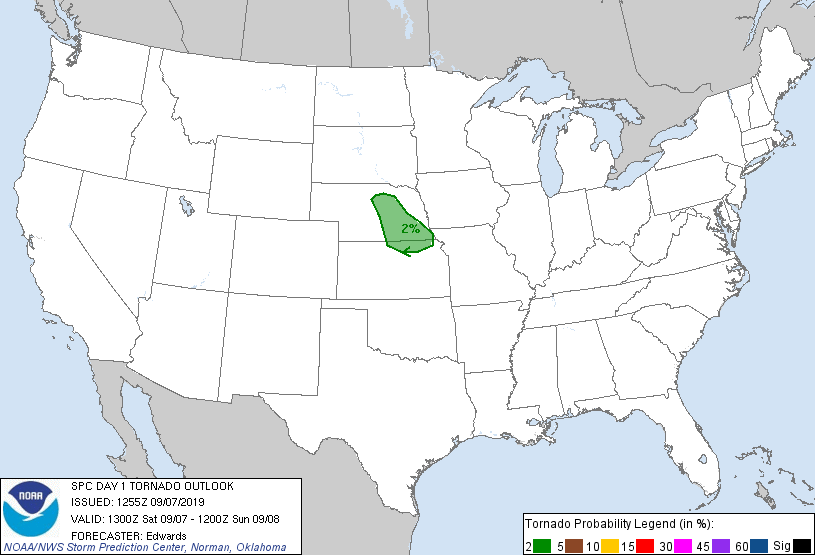 2%
NOAA
SPC DAY 1 TORNADO OUTLOOK
ISSUED: 1255Z 09/07/2019
VALID: 1300Z Sat 09/07 - 1200Z Sun 09/08
FORECASTER: Edwards
NOAA/NWS Storm Prediction Center, Norman, Oklahoma
Tornado Probability Legend (in %):
2 5 10 15 30 45 60 Sig